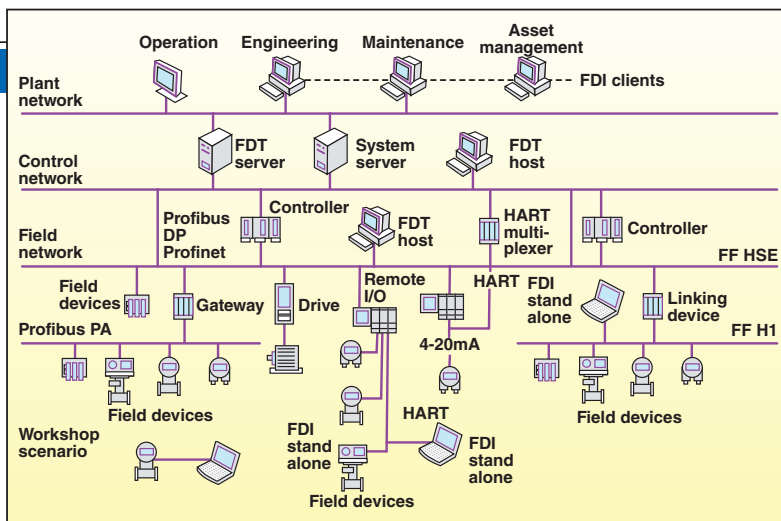 Operation
Engineering
Maintenance
Asset
management
FDI clients
Plant
network
FDT
server
System
server
FDT
host
Control
network
Profibus
DP
Profinet
Controller
FDT
host
HART
multi-
plexer
Controller
Field
network
FF HSE
Field
devices
Gateway
Drive
Remote
I/O
HART
FDI
stand
alone
Linking
device
Profibus PA
4-20mA
FF H1
Field devices
Field devices
Workshop
scenario
FDI
stand
alone
HART
FDI
stand
alone
Field devices